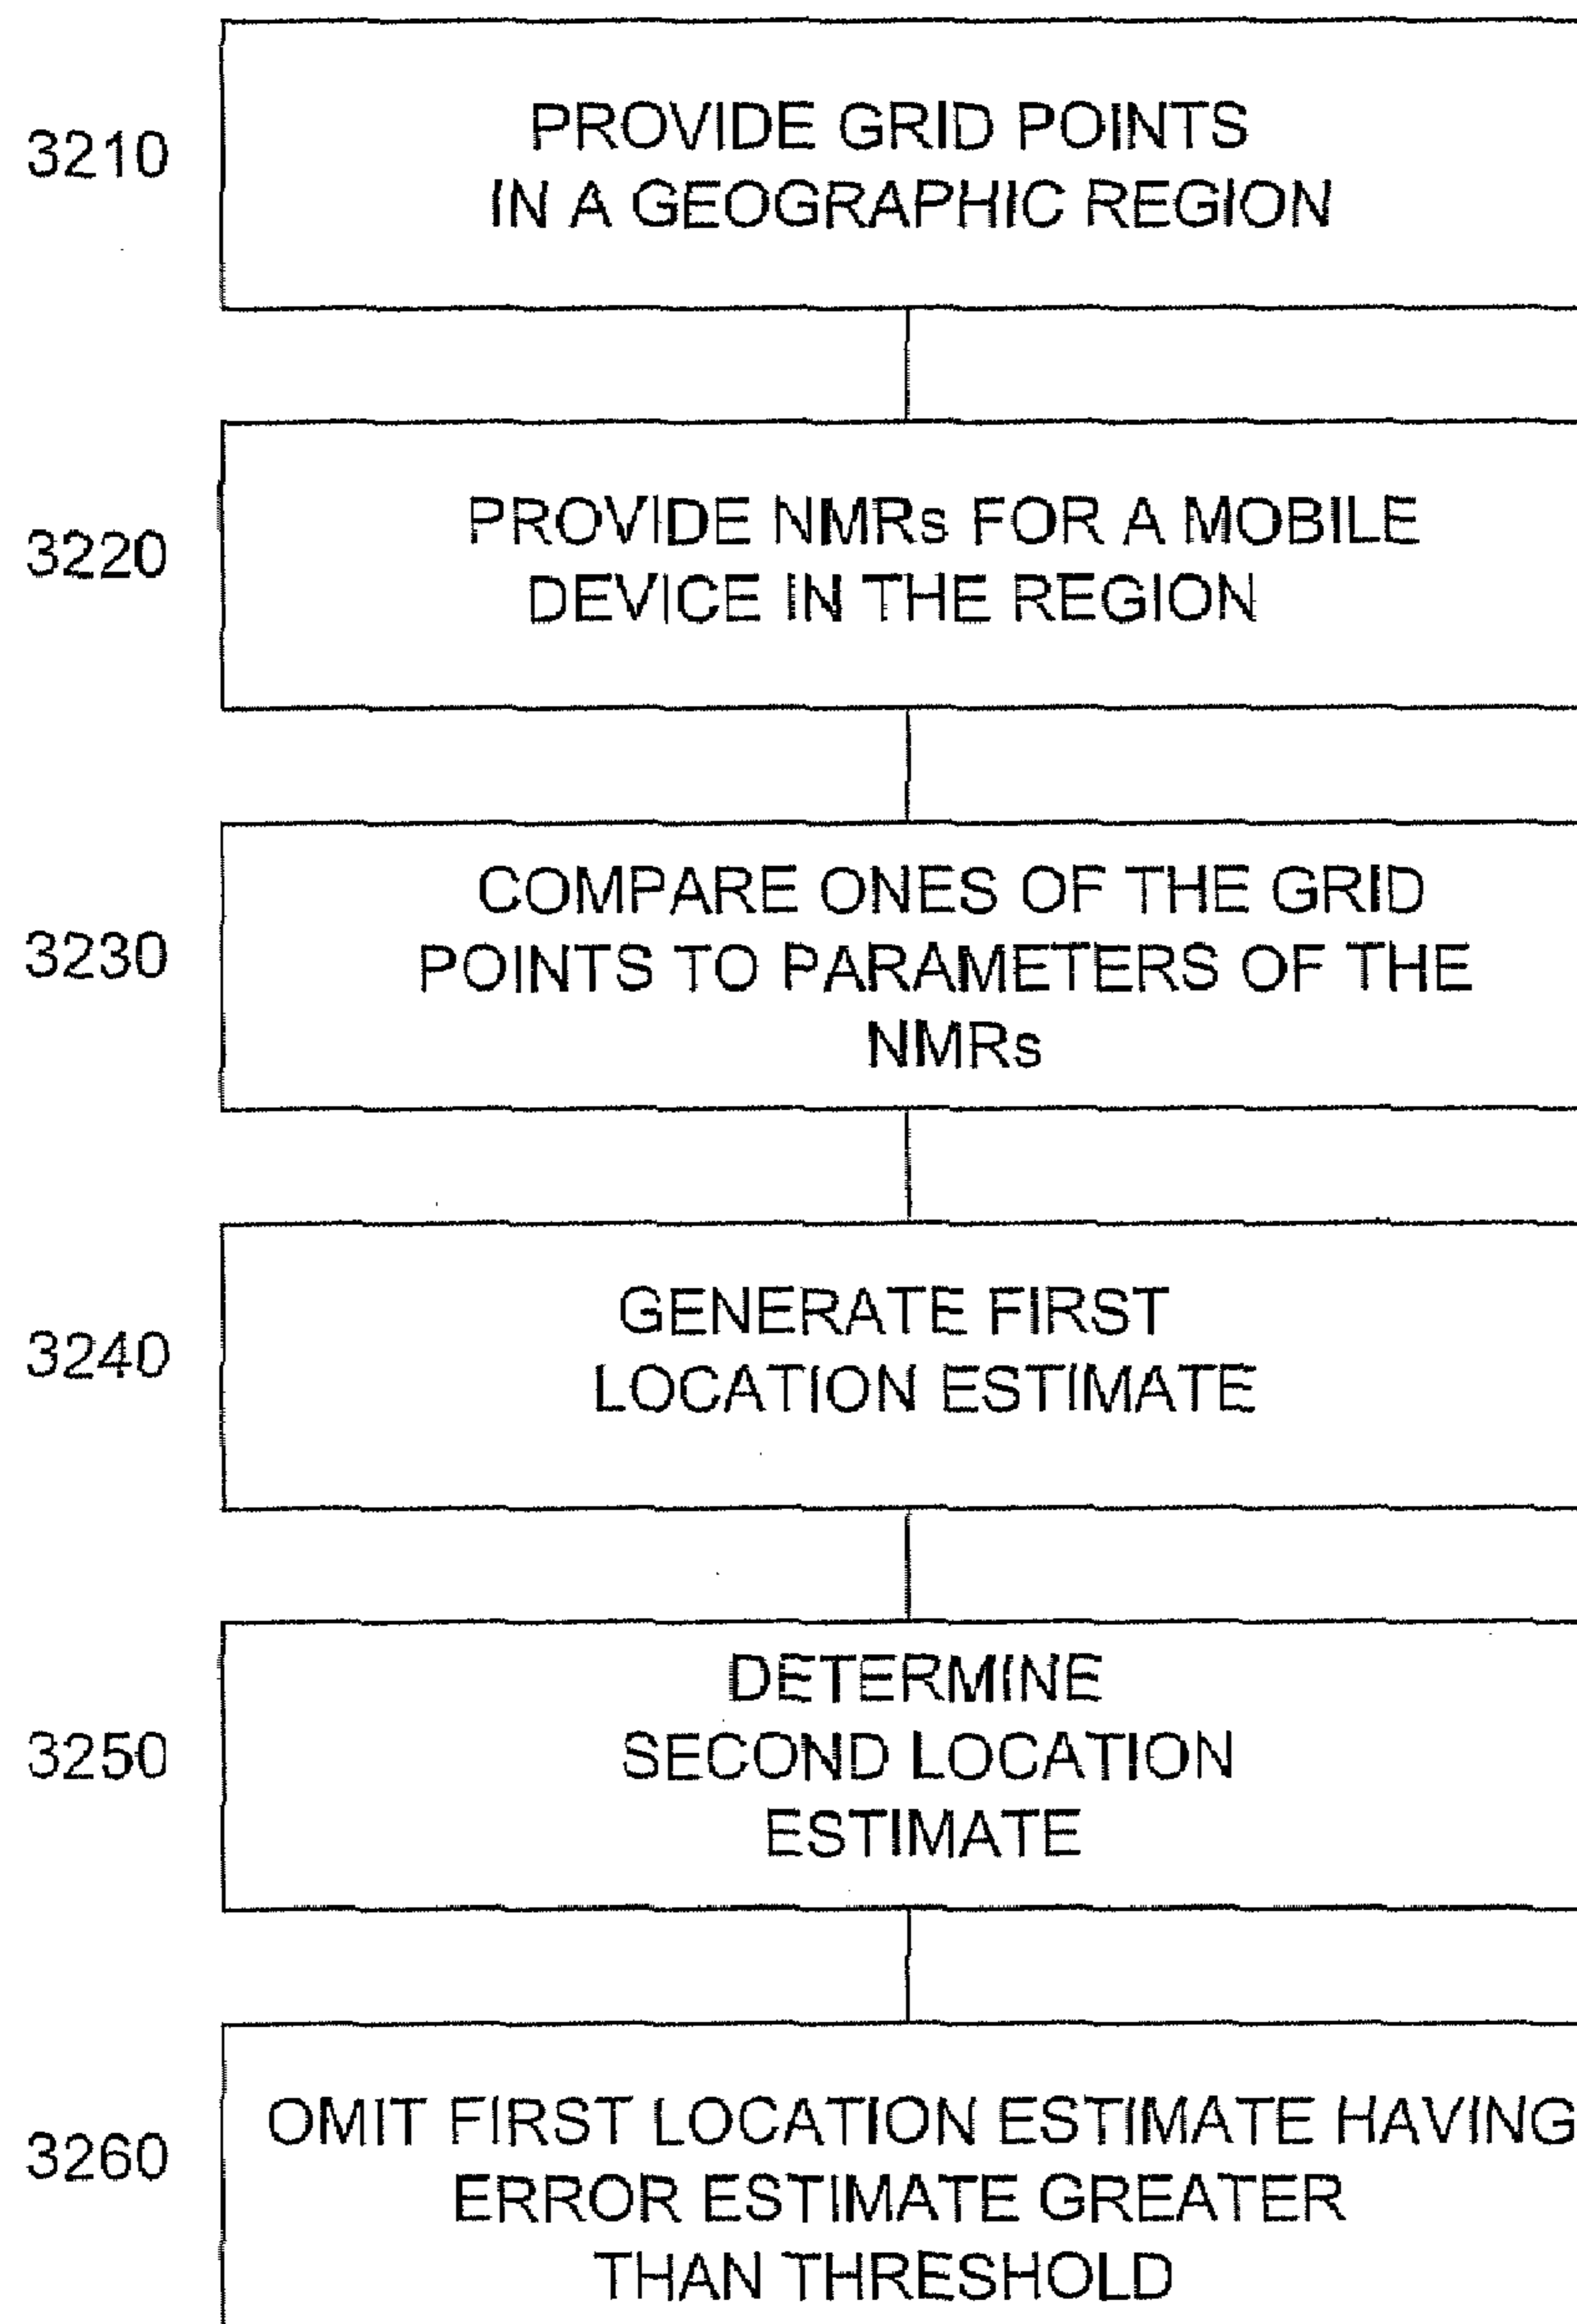 3210
PROVIDE GRID POINTS
IN A GEOGRAPHIC REGION
3220
PROVIDE NMRs FOR A MOBILE
DEVICE IN THE REGION
3230
COMPARE ONES OF THE GRID
POINTS TO PARAMETERS OF THE
NMRs
3240
GENERATE FIRST
LOCATION ESTIMATE
3250
DETERMINE
SECOND LOCATION
ESTIMATE
3260
OMIT FIRST LOCATION ESTIMATE HAVING
ERROR ESTIMATE GREATER
THAN THRESHOLD